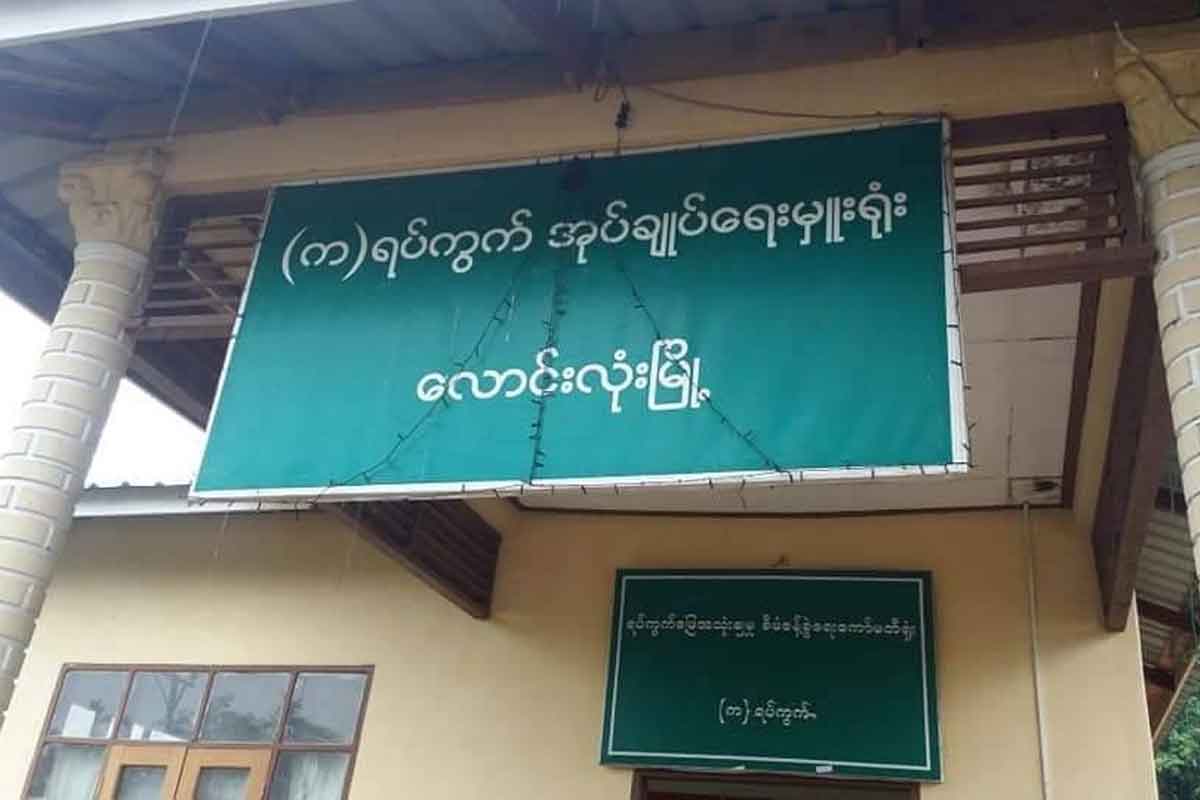 (က)ရပ်ကွက် အုပ်ချုပ်ရေးမှူးရုံး
လောင်းလုံးမြို့
ရပ်ကွက်မြေအသုံးချမှု စီမံခန့်ခွဲရေးကော်မတီရုံး
(က) ရပ်ကွက်